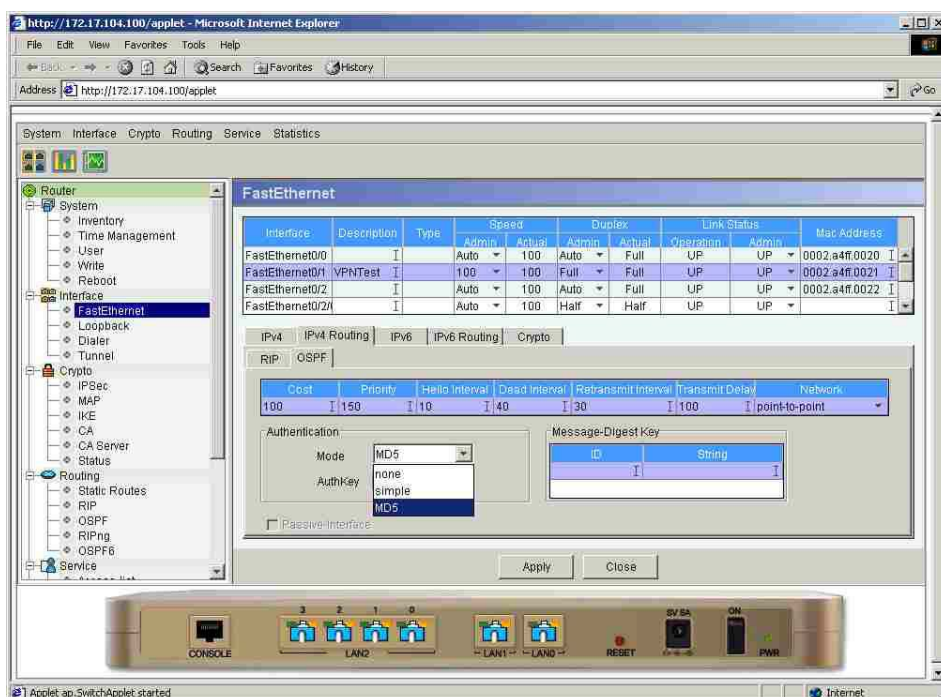 http://172.17.104.100/applet - Microsoft Internet Explorer
File Edit View Favorites Tools Help
Back Search Favorites History
Address http://172.17.104.100/applet Go
System Interface Crypto Routing Service Statistics
Router
System
Inventory
Time Management
User
Write
Reboot
Interface
FastEthernet
Loopback
Dialer
Tunnel
Crypto
IPSec
MAP
IKE
CA
CA Server
Status
Routing
Static Routes
RIP
OSPF
RIPng
OSPF6
Service
FastEthernet
Interface Description Type Speed Duplex Link Status Mac Address
Admin Actual Admin Actual Operation Admin
FastEthernet0/0 Auto 100 Auto Full UP UP 0002.a4ff.0020
FastEthernet0/1 VPNTest 100 100 Full Full UP UP 0002.a4ff.0021
FastEthernet0/2 Auto 100 Auto Full UP UP 0002.a4ff.0022
FastEthernet0/2/ Auto 100 Half Half UP UP
IPv4 IPv4 Routing IPv6 IPv6 Routing Crypto
RIP OSPF
Cost Priority Hello Interval Dead Interval Retransmit Interval Transmit Delay Network
100 150 10 40 30 100 point-to-point
Authentication
Mode MD5
AuthKey
none
simple
MD5
Message-Digest Key
ID String
Passive-Interface
Apply Close
CONSOLE
3 2 1 0
LAN2
LAN1 LAN0
RESET
5V 5A
ON
PWR
Applet ap.SwitchApplet started Internet